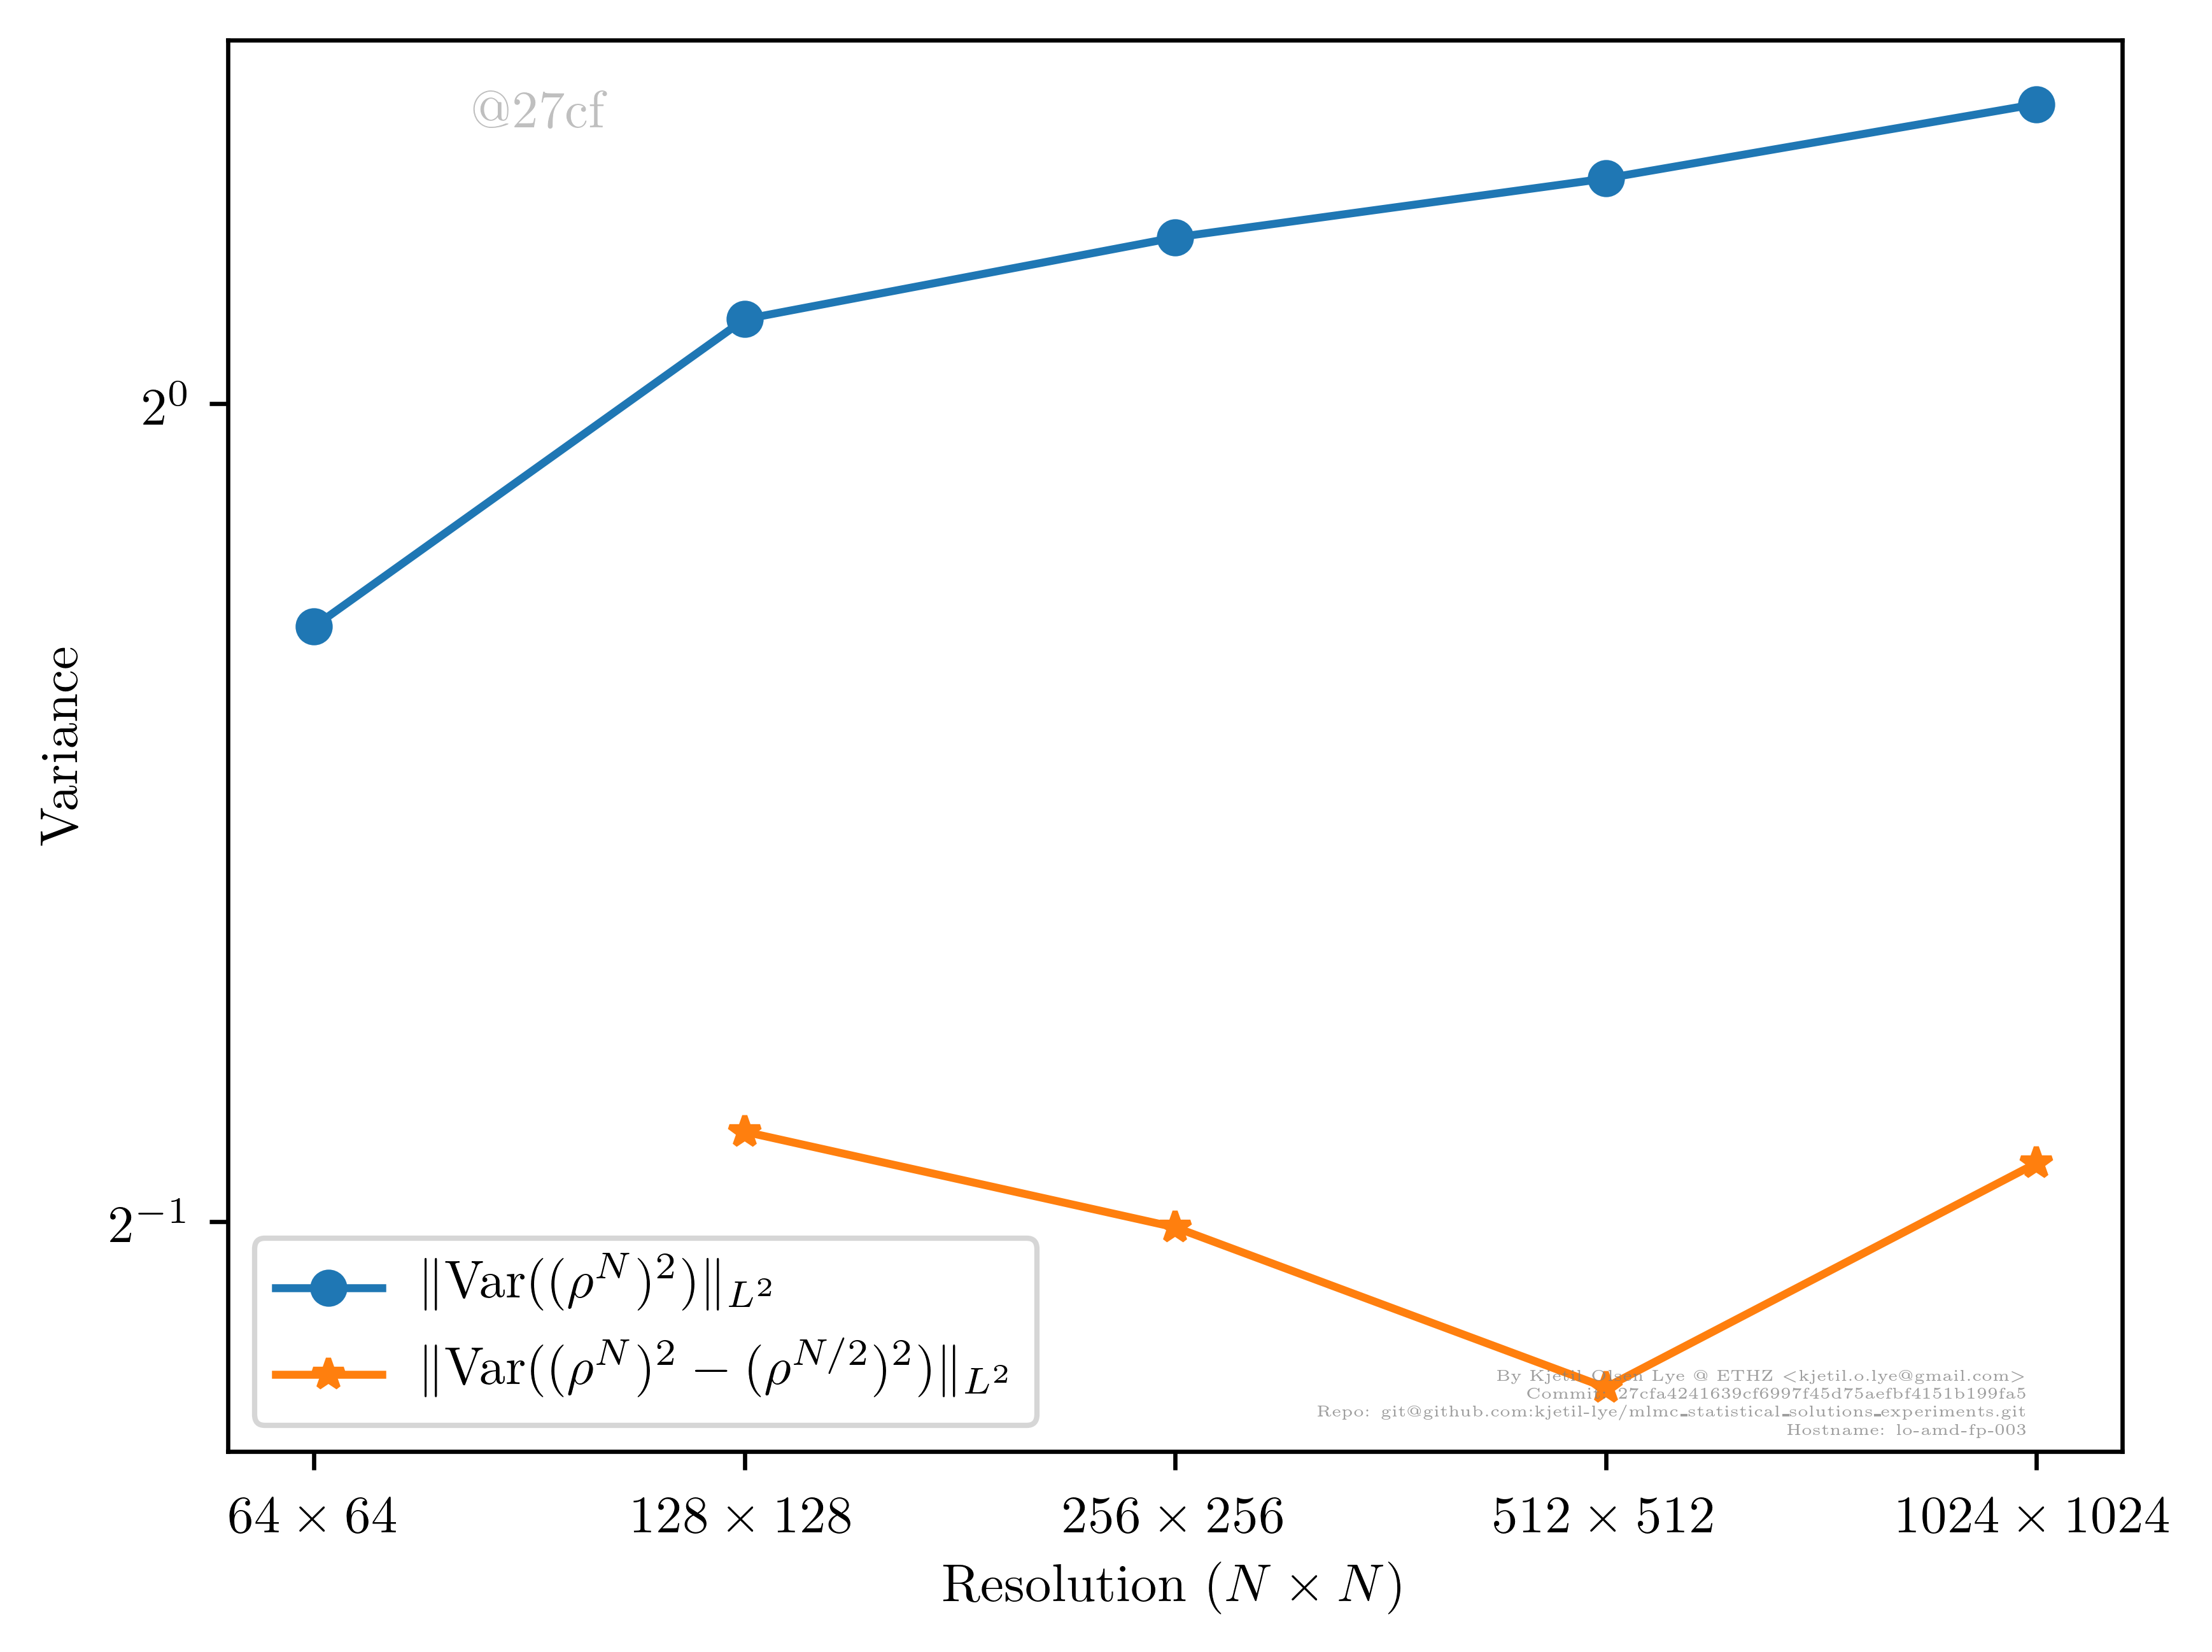 @27cf
2^0
Variance
2^{-1}
‖Var((ρ^N)^2)‖_{L^2}
‖Var((ρ^N)^2 − (ρ^{N/2})^2)‖_{L^2}
By Kjetil Olsen Lye @ ETHZ <kjetil.o.lye@gmail.com>
Commit: 27cfa4241639cf6997f45d75aefbf4151b199fa5
Repo: git@github.com:kjetil-lye/mlmc_statistical_solutions_experiments.git
Hostname: lo-amd-fp-003
64 × 64 128 × 128 256 × 256 512 × 512 1024 × 1024
Resolution (N × N)